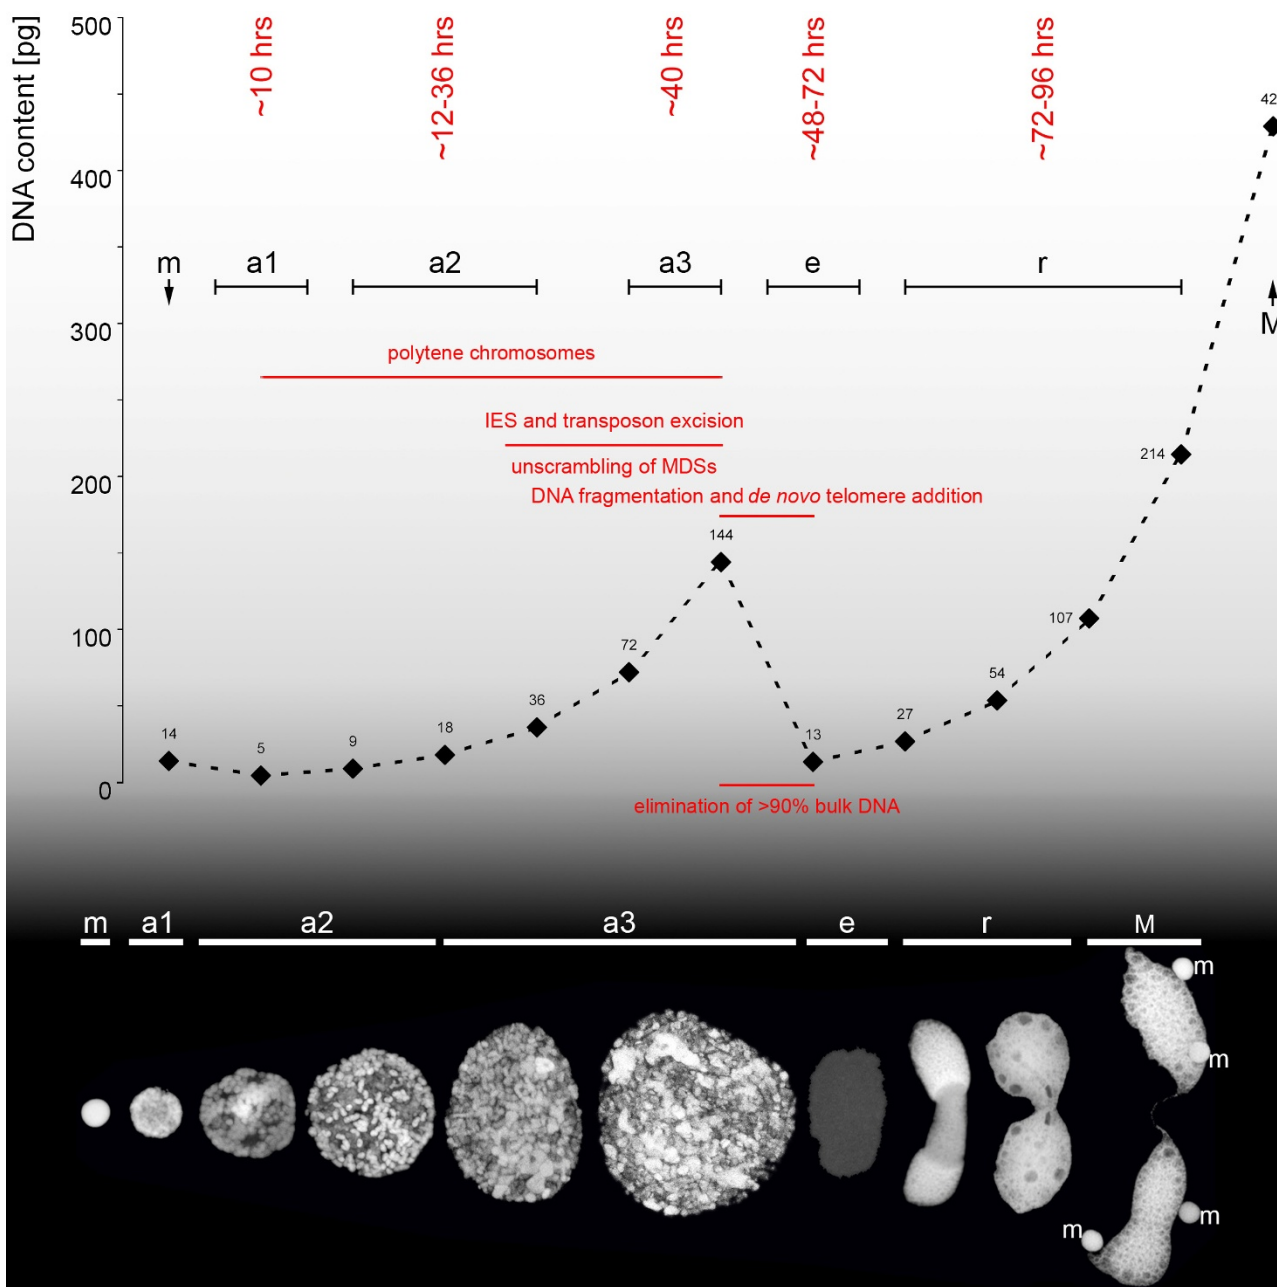 DNA content [pg]
500
400
300
200
100
0
~10 hrs
~12-36 hrs
~40 hrs
~48-72 hrs
~72-96 hrs
m
a1
a2
a3
e
r
M
polytene chromosomes
IES and transposon excision
unscrambling of MDSs
DNA fragmentation and de novo telomere addition
14
5
9
18
36
72
144
13
27
54
107
214
42
elimination of >90% bulk DNA
m
a1
a2
a3
e
r
M
m
m
m
m